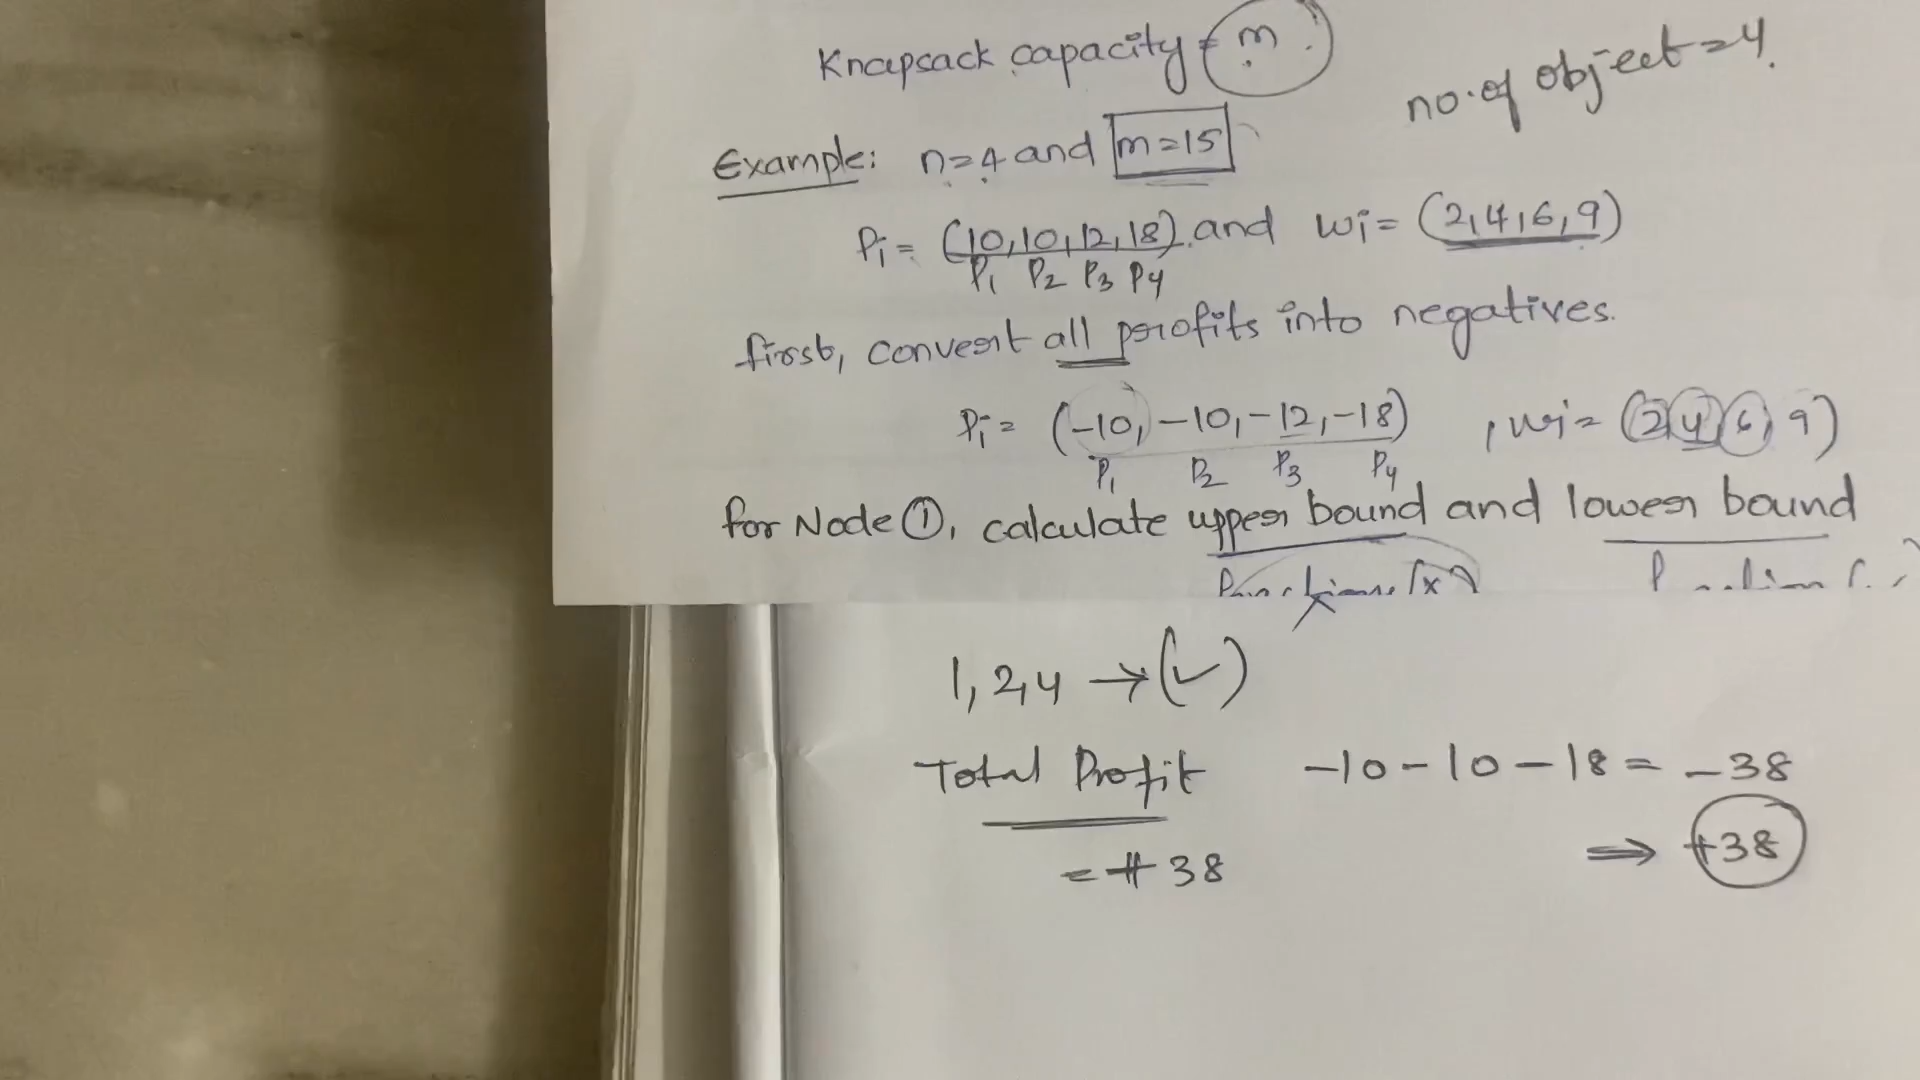 Knapsack capacity = m.
no. of object = 4.
Example: n=4 and m=15
Pi = (10,10,12,18). and wi = (2,4,6,9)
P1 P2 P3 P4
first, convert all profits into negatives.
Pi = (-10, -10, -12, -18) , wi = (2,4,6,9)
P1 P2 P3 P4
for Node ①, calculate upper bound and lower bound
1, 2, 4 → (✓)
Total Profit -10-10-18 = -38
= +38 ⇒ +38